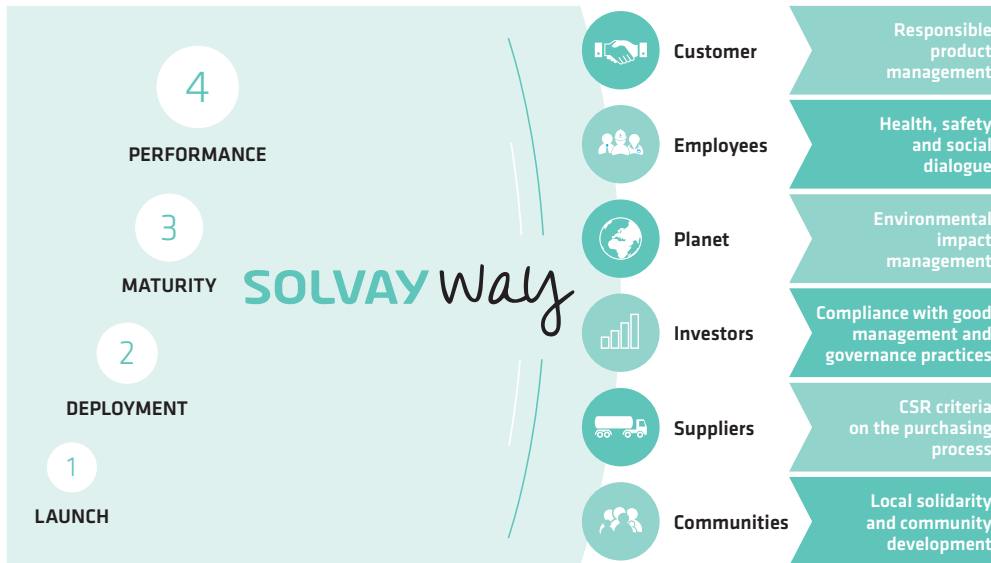 4
PERFORMANCE
3
MATURITY
2
DEPLOYMENT
1
LAUNCH
SOLVAY way
Customer
Responsible
product
management
Employees
Health, safety
and social
dialogue
Planet
Environmental
impact
management
Investors
Compliance with good
management and
governance practices
Suppliers
CSR criteria
on the purchasing
process
Communities
Local solidarity
and community
development